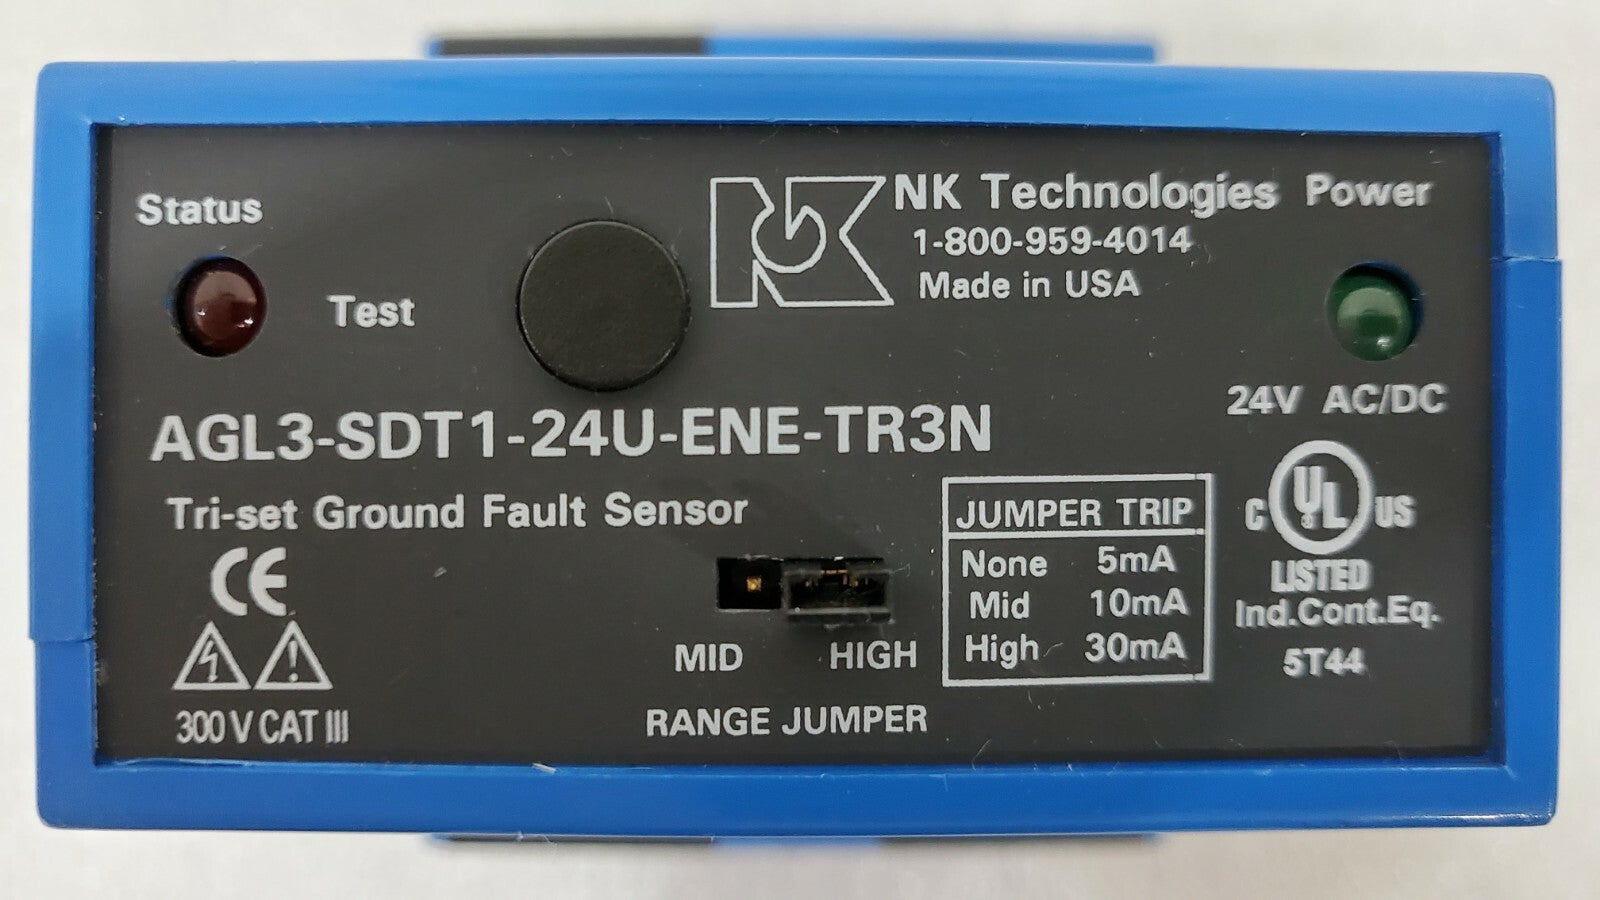 Status
Test
NK Technologies
1-800-959-4014
Made in USA
Power
24V AC/DC
AGL3-SDT1-24U-ENE-TR3N
Tri-set Ground Fault Sensor
CE
300 V CAT III
MID HIGH
RANGE JUMPER
JUMPER TRIP
None 5mA
Mid 10mA
High 30mA
C UL US
LISTED
Ind.Cont.Eq.
5T44